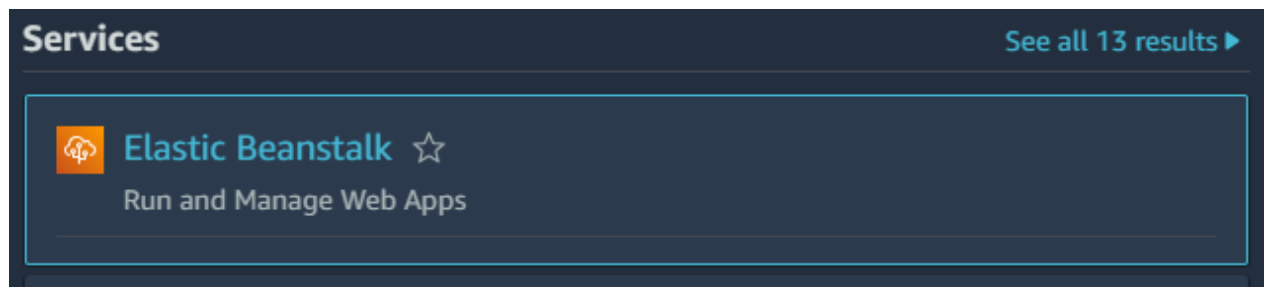 Services
See all 13 results
Elastic Beanstalk
Run and Manage Web Apps